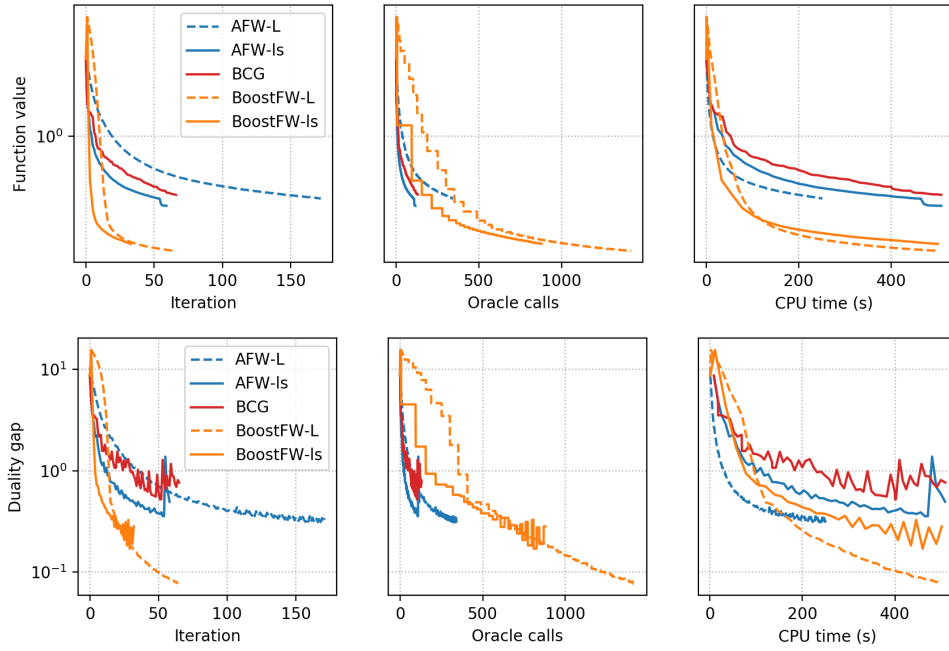 Function value
10⁰
AFW-L
AFW-ls
BCG
BoostFW-L
BoostFW-ls
0 50 100 150
Iteration
0 500 1000
Oracle calls
0 200 400
CPU time (s)
Duality gap
10¹
10⁰
10⁻¹
AFW-L
AFW-ls
BCG
BoostFW-L
BoostFW-ls
0 50 100 150
Iteration
0 500 1000
Oracle calls
0 200 400
CPU time (s)